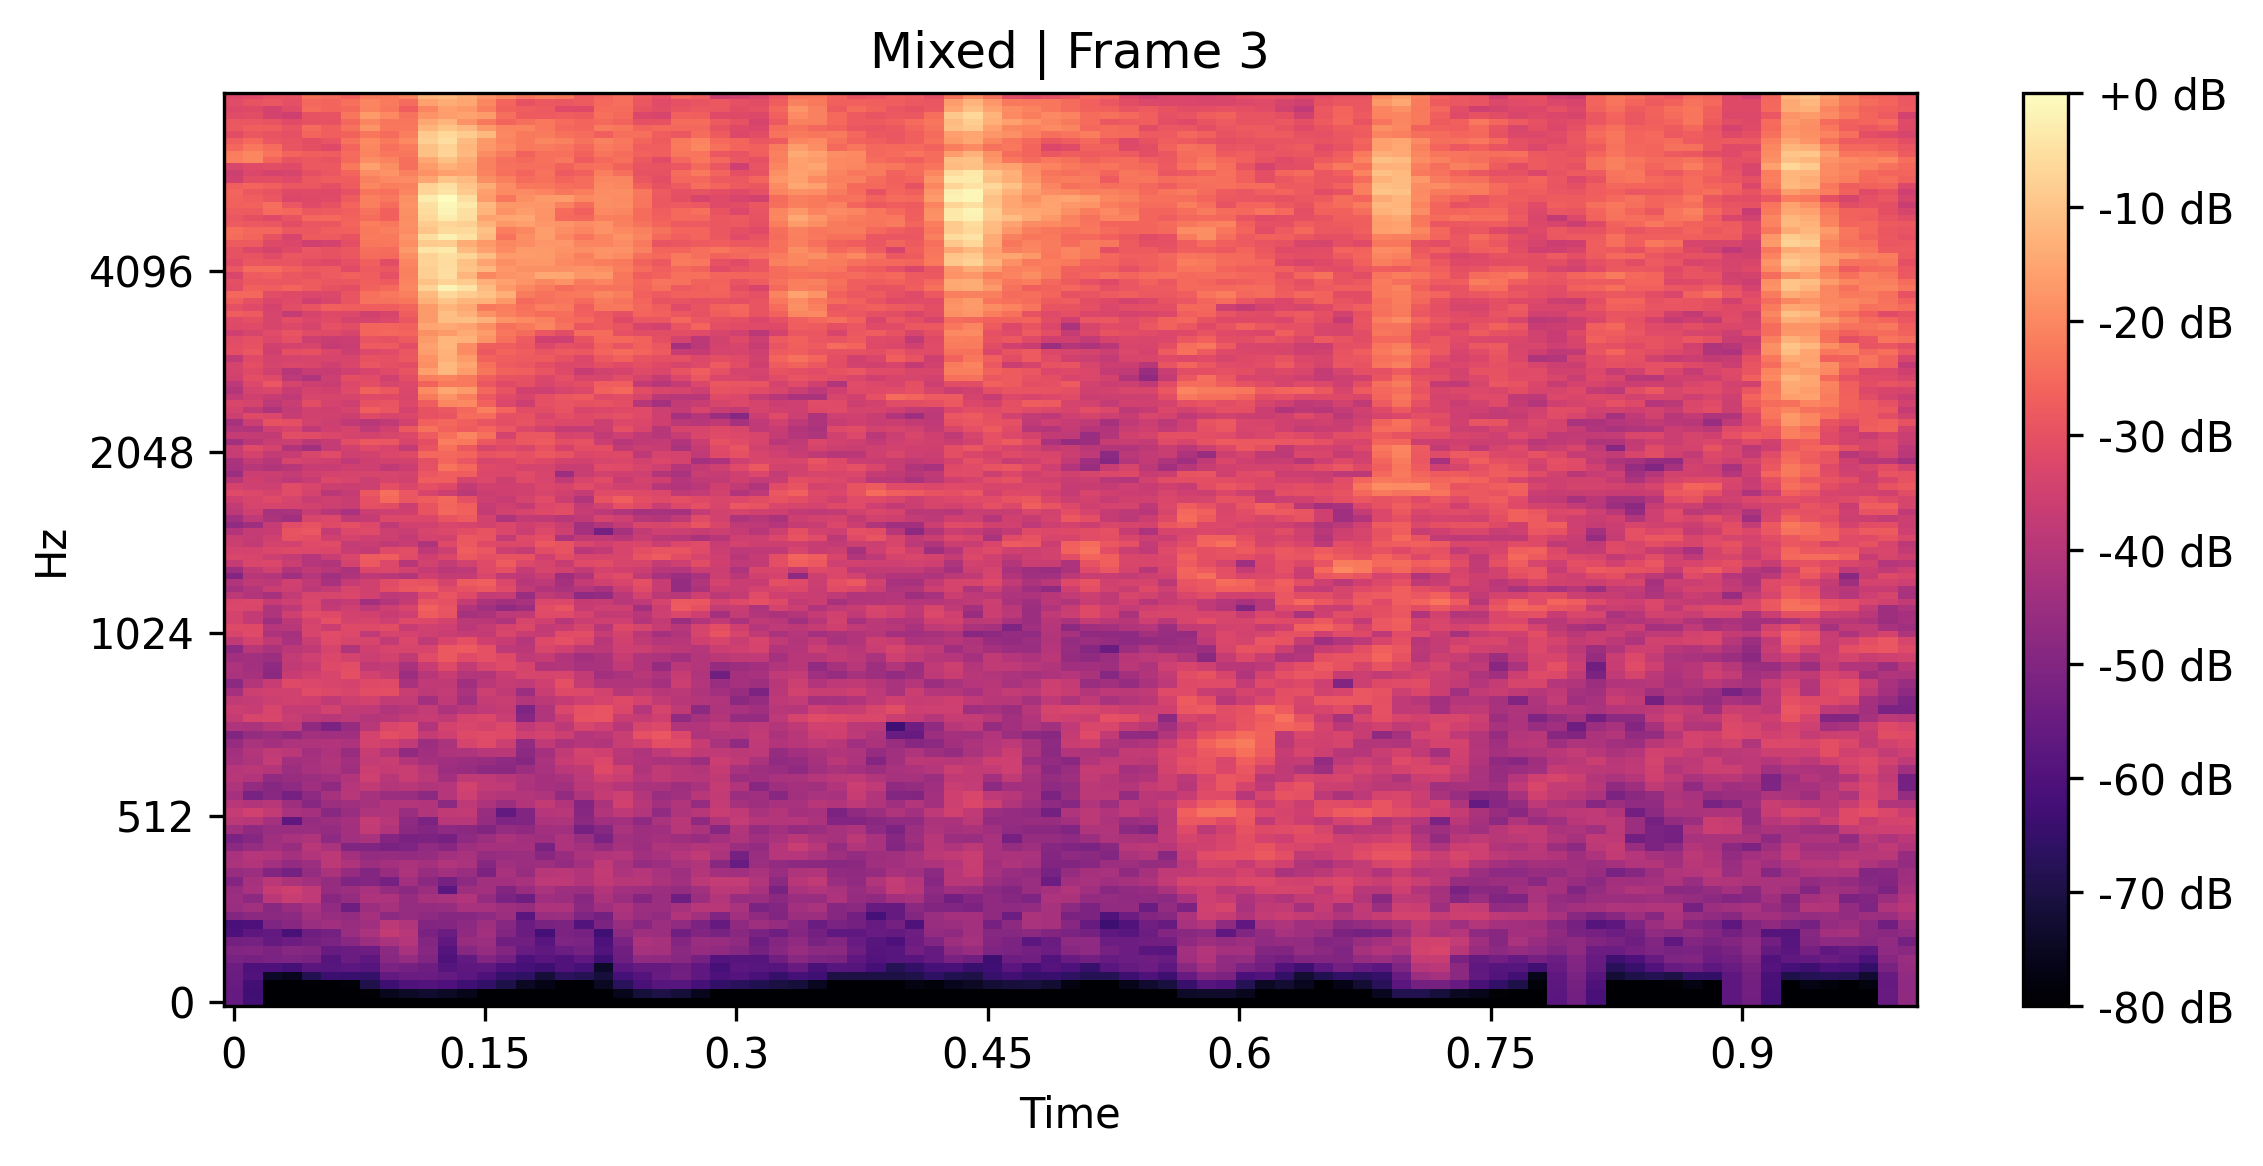 Mixed | Frame 3
Hz
4096
2048
1024
512
0
0 0.15 0.3 0.45 0.6 0.75 0.9
Time
+0 dB
-10 dB
-20 dB
-30 dB
-40 dB
-50 dB
-60 dB
-70 dB
-80 dB